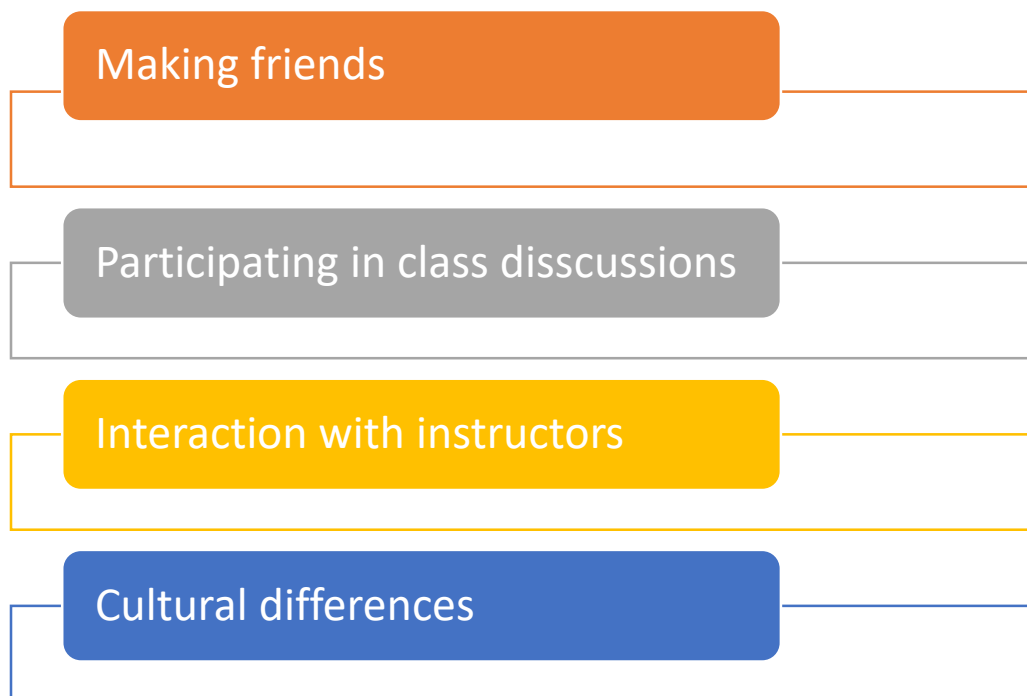 Making friends
Participating in class disscussions
Interaction with instructors
Cultural differences